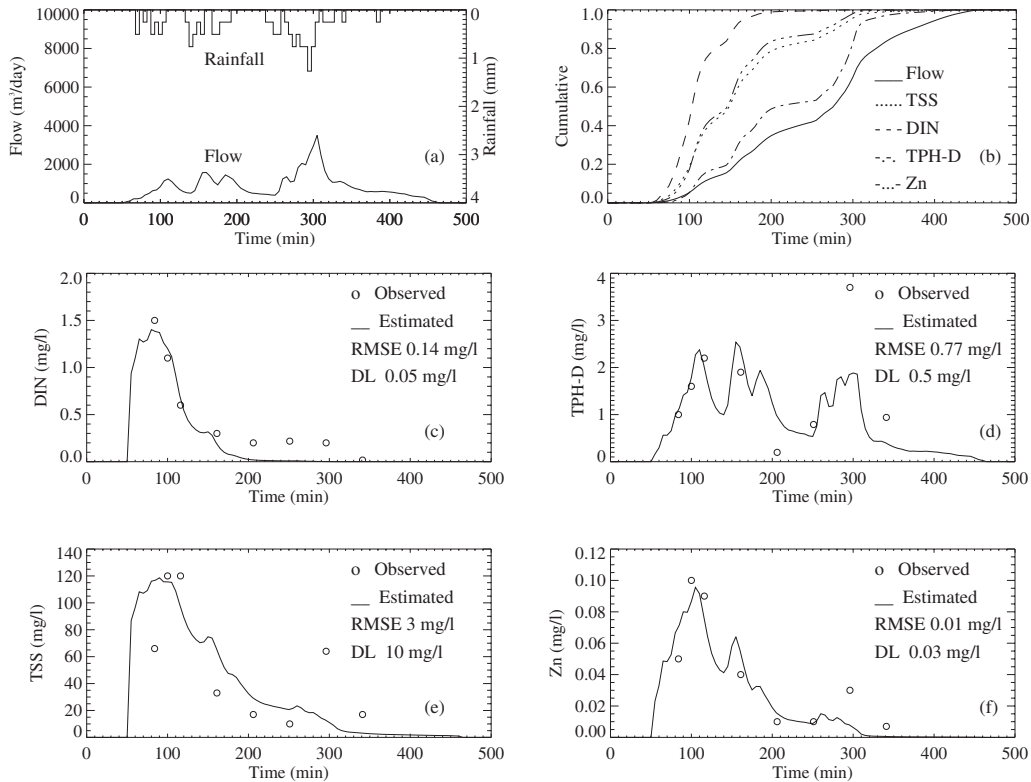 10000
8000
6000
4000
2000
0
Flow (m³/day)
0
1
2
3
4
Rainfall (mm)
Rainfall
Flow
(a)
0 100 200 300 400 500
Time (min)
1.0
0.8
0.6
0.4
0.2
0.0
Cumulative
Flow
TSS
DIN
TPH-D
Zn
(b)
0 100 200 300 400 500
Time (min)
2.0
1.5
1.0
0.5
0.0
DIN (mg/l)
Observed
Estimated
RMSE 0.14 mg/l
DL 0.05 mg/l
(c)
0 100 200 300 400 500
Time (min)
4
3
2
1
0
TPH-D (mg/l)
Observed
Estimated
RMSE 0.77 mg/l
DL 0.5 mg/l
(d)
0 100 200 300 400 500
Time (min)
140
120
100
80
60
40
20
0
TSS (mg/l)
Observed
Estimated
RMSE 3 mg/l
DL 10 mg/l
(e)
0 100 200 300 400 500
Time (min)
0.12
0.10
0.08
0.06
0.04
0.02
0.00
Zn (mg/l)
Observed
Estimated
RMSE 0.01 mg/l
DL 0.03 mg/l
(f)
0 100 200 300 400 500
Time (min)